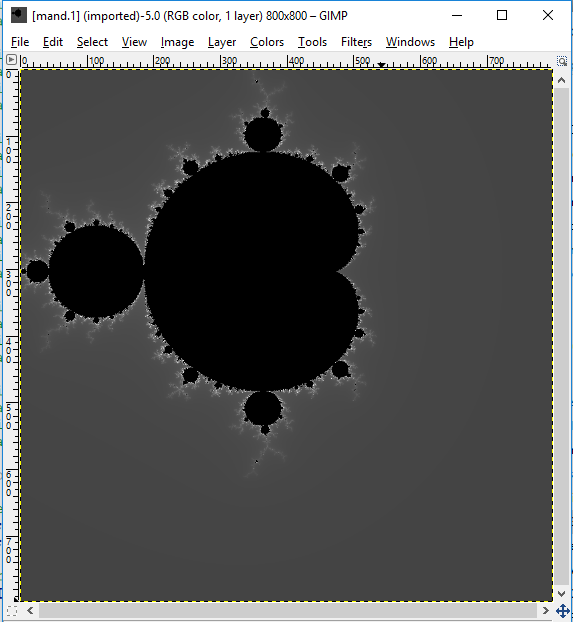 [mand.1] (imported)-5.0 (RGB color, 1 layer) 800x800 – GIMP
File Edit Select View Image Layer Colors Tools Filters Windows Help
0 100 200 300 400 500 600 700
0
100
200
300
400
500
600
700